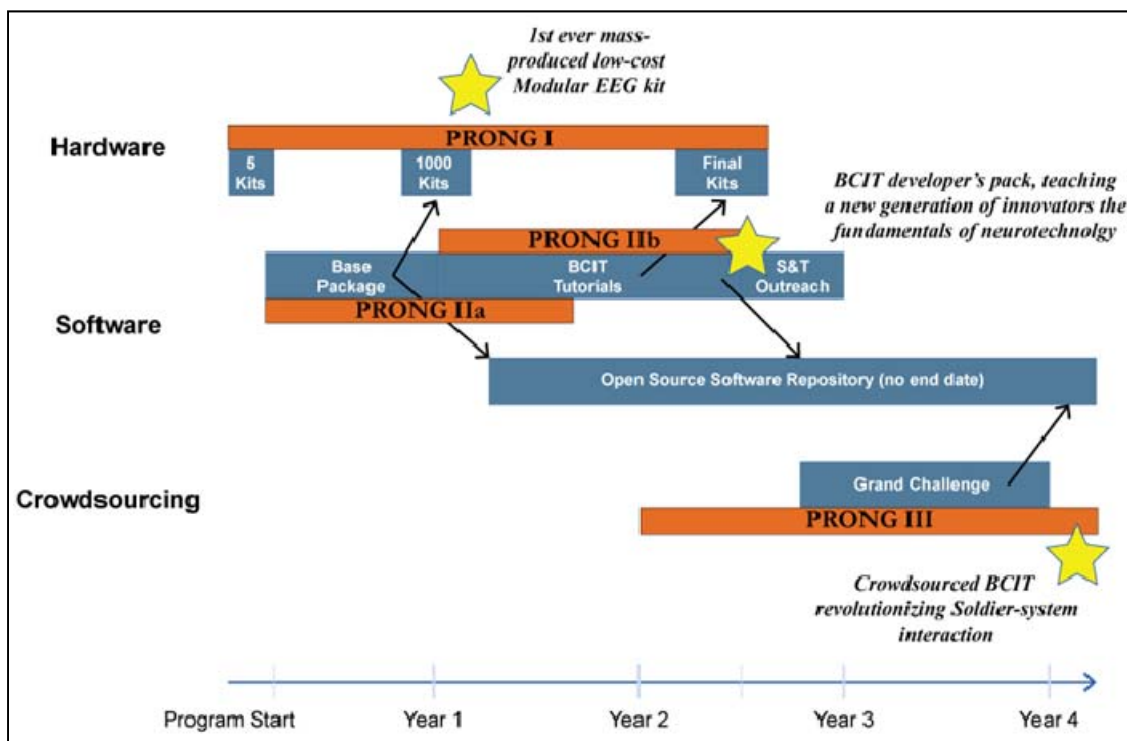 1st ever mass-
produced low-cost
Modular EEG kit
Hardware
PRONG I
5
Kits
1000
Kits
Final
Kits
BCIT developer's pack, teaching
a new generation of innovators the
fundamentals of neurotechnolgy
PRONG IIb
Base
Package
BCIT
Tutorials
S&T
Outreach
PRONG IIa
Software
Open Source Software Repository (no end date)
Crowdsourcing
Grand Challenge
PRONG III
Crowdsourced BCIT
revolutionizing Soldier-system
interaction
Program Start
Year 1
Year 2
Year 3
Year 4